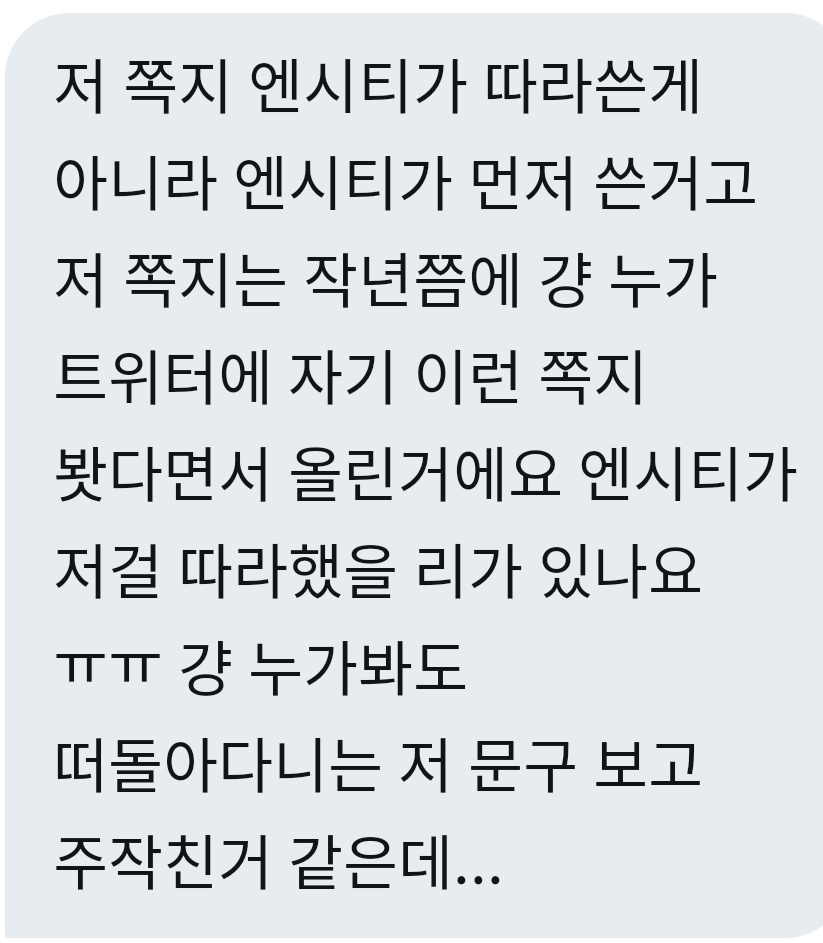 저 쪽지 엔시티가 따라쓴게
아니라 엔시티가 먼저 쓴거고
저 쪽지는 작년쯤에 걍 누가
트위터에 자기 이런 쪽지
봣다면서 올린거에요 엔시티가
저걸 따라했을 리가 있나요
ㅠㅠ 걍 누가봐도
떠돌아다니는 저 문구 보고
주작친거 같은데...